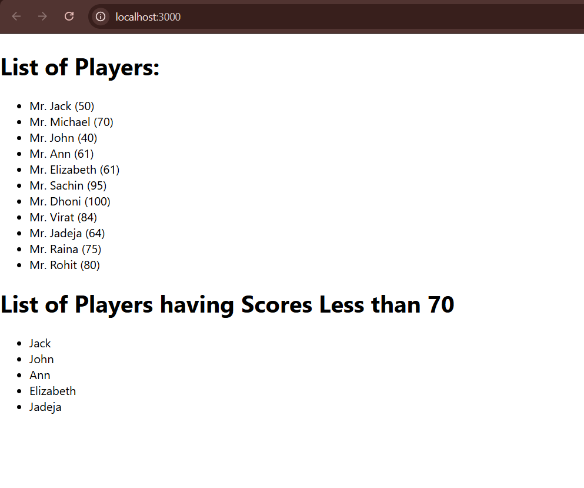 localhost:3000
List of Players:
Mr. Jack (50)
Mr. Michael (70)
Mr. John (40)
Mr. Ann (61)
Mr. Elizabeth (61)
Mr. Sachin (95)
Mr. Dhoni (100)
Mr. Virat (84)
Mr. Jadeja (64)
Mr. Raina (75)
Mr. Rohit (80)
List of Players having Scores Less than 70
Jack
John
Ann
Elizabeth
Jadeja